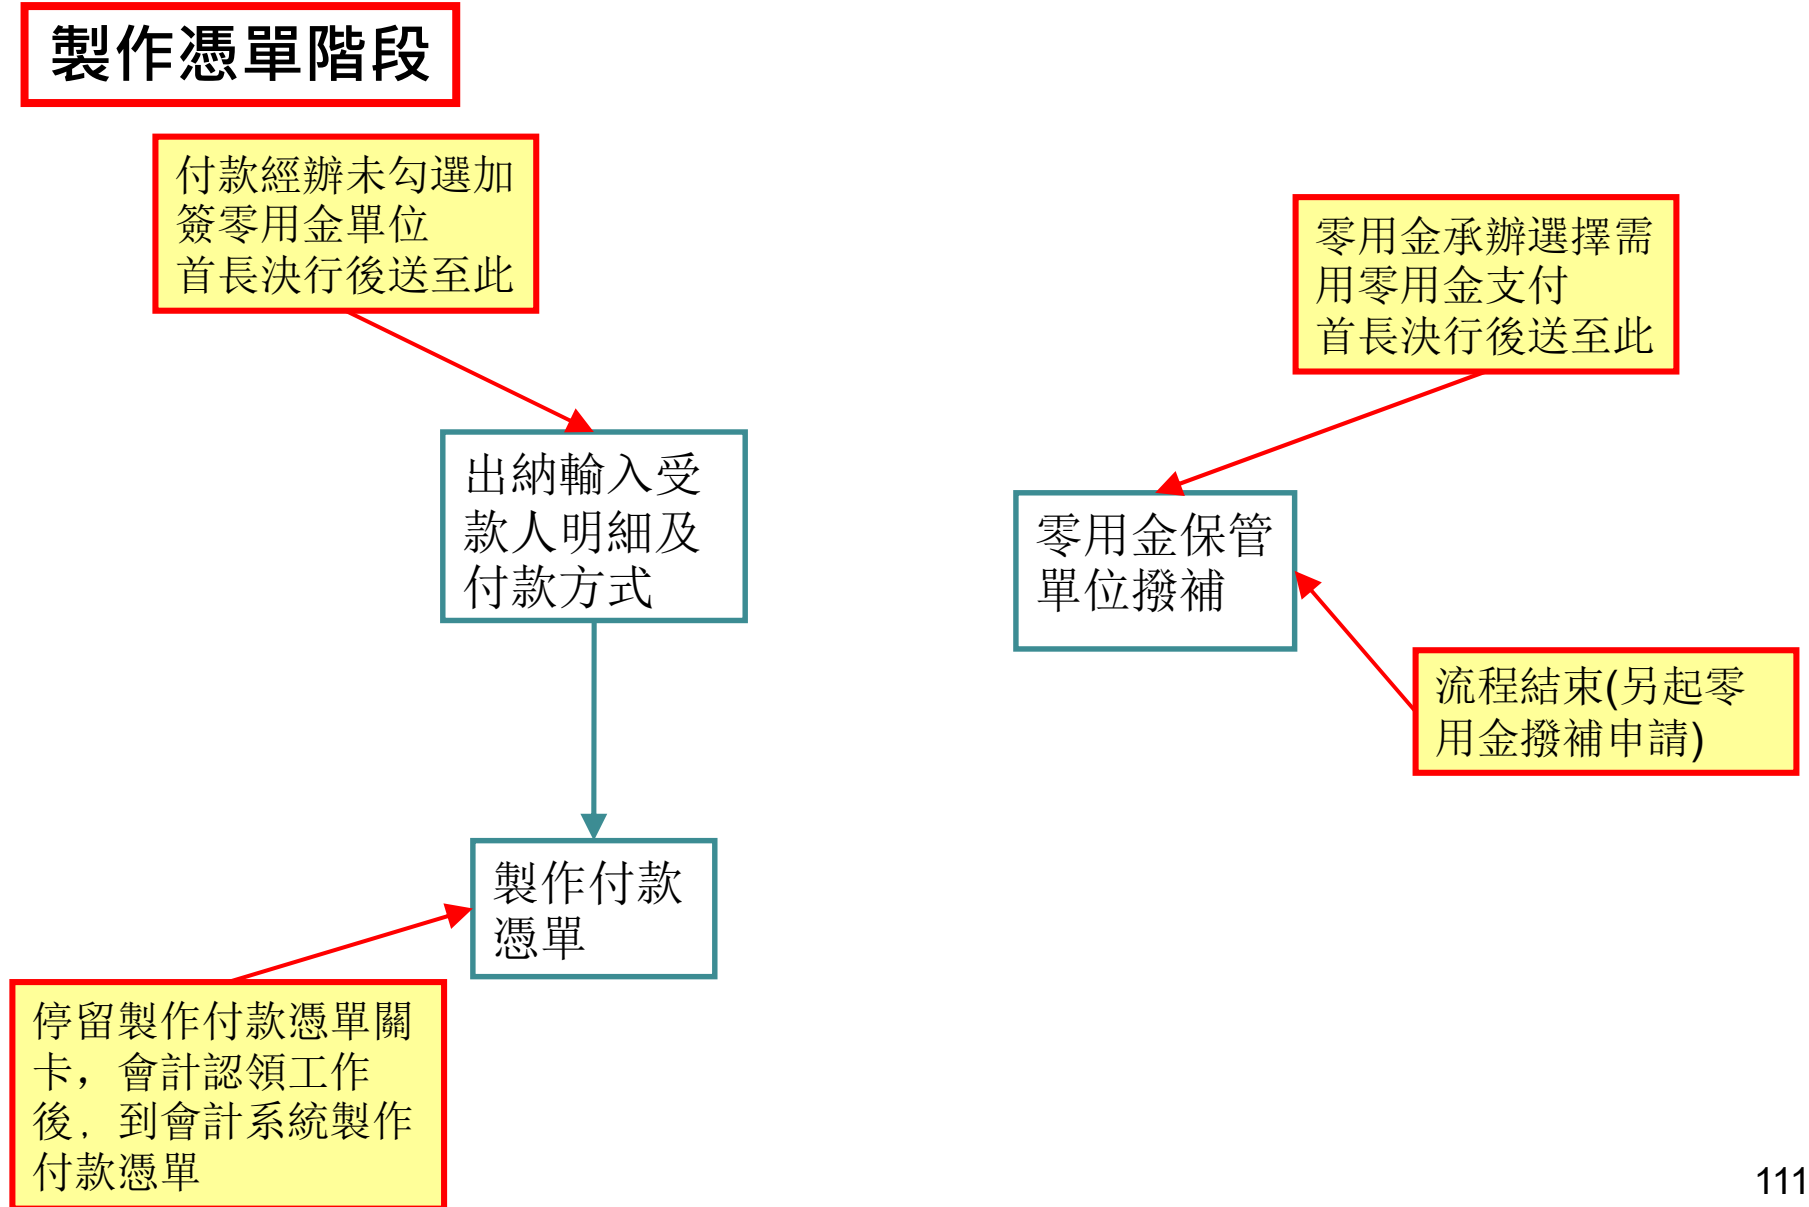 製作憑單階段
付款經辦未勾選加
簽零用金單位
首長決行後送至此
零用金承辦選擇需
用零用金支付
首長決行後送至此
出納輸入受
款人明細及
付款方式
零用金保管
單位撥補
流程結束(另起零
用金撥補申請)
製作付款
憑單
停留製作付款憑單關
卡，會計認領工作
後，到會計系統製作
付款憑單
111